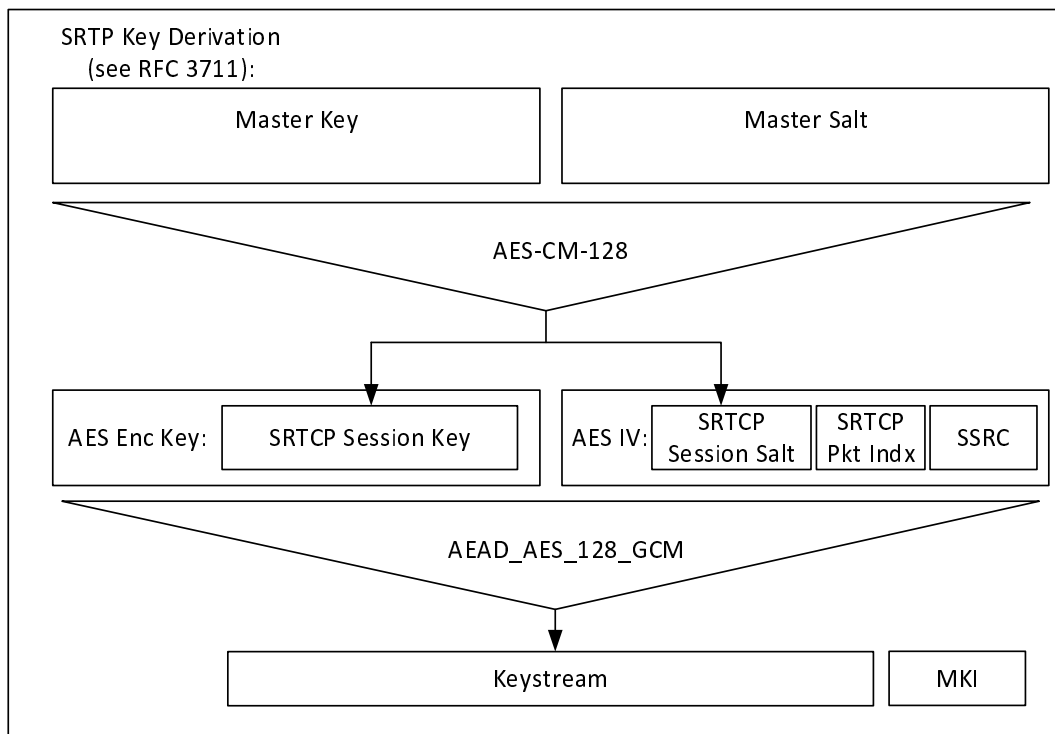 SRTP Key Derivation
(see RFC 3711):
Master Key
Master Salt
AES-CM-128
AES Enc Key:
SRTCP Session Key
AES IV:
SRTCP
Session Salt
SRTCP
Pkt Indx
SSRC
AEAD_AES_128_GCM
Keystream
MKI